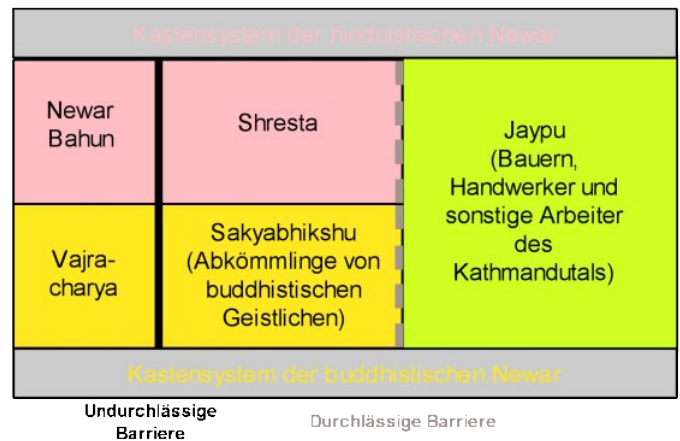 Kastensystem der hinduistischen Newar
Newar
Bahun
Shresta
Jaypu
(Bauern,
Handwerker und
sonstige Arbeiter
des
Kathmandutals)
Vajra-
charya
Sakyabhikshu
(Abkömmlinge von
buddhistischen
Geistlichen)
Kastensystem der buddhistischen Newar
Undurchlässige
Barriere
Durchlässige Barriere